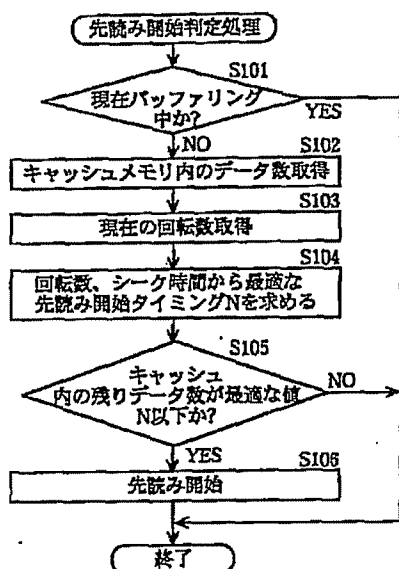 先読み開始判定処理
S101
現在バッファリング
中か?
YES
NO
S102
キャッシュメモリ内のデータ数取得
S103
現在の回転数取得
S104
回転数、シーク時間から最適な
先読み開始タイミングNを求める
S105
キャッシュ
内の残りデータ数が最適な値
N以下か?
NO
YES
S106
先読み開始
終了